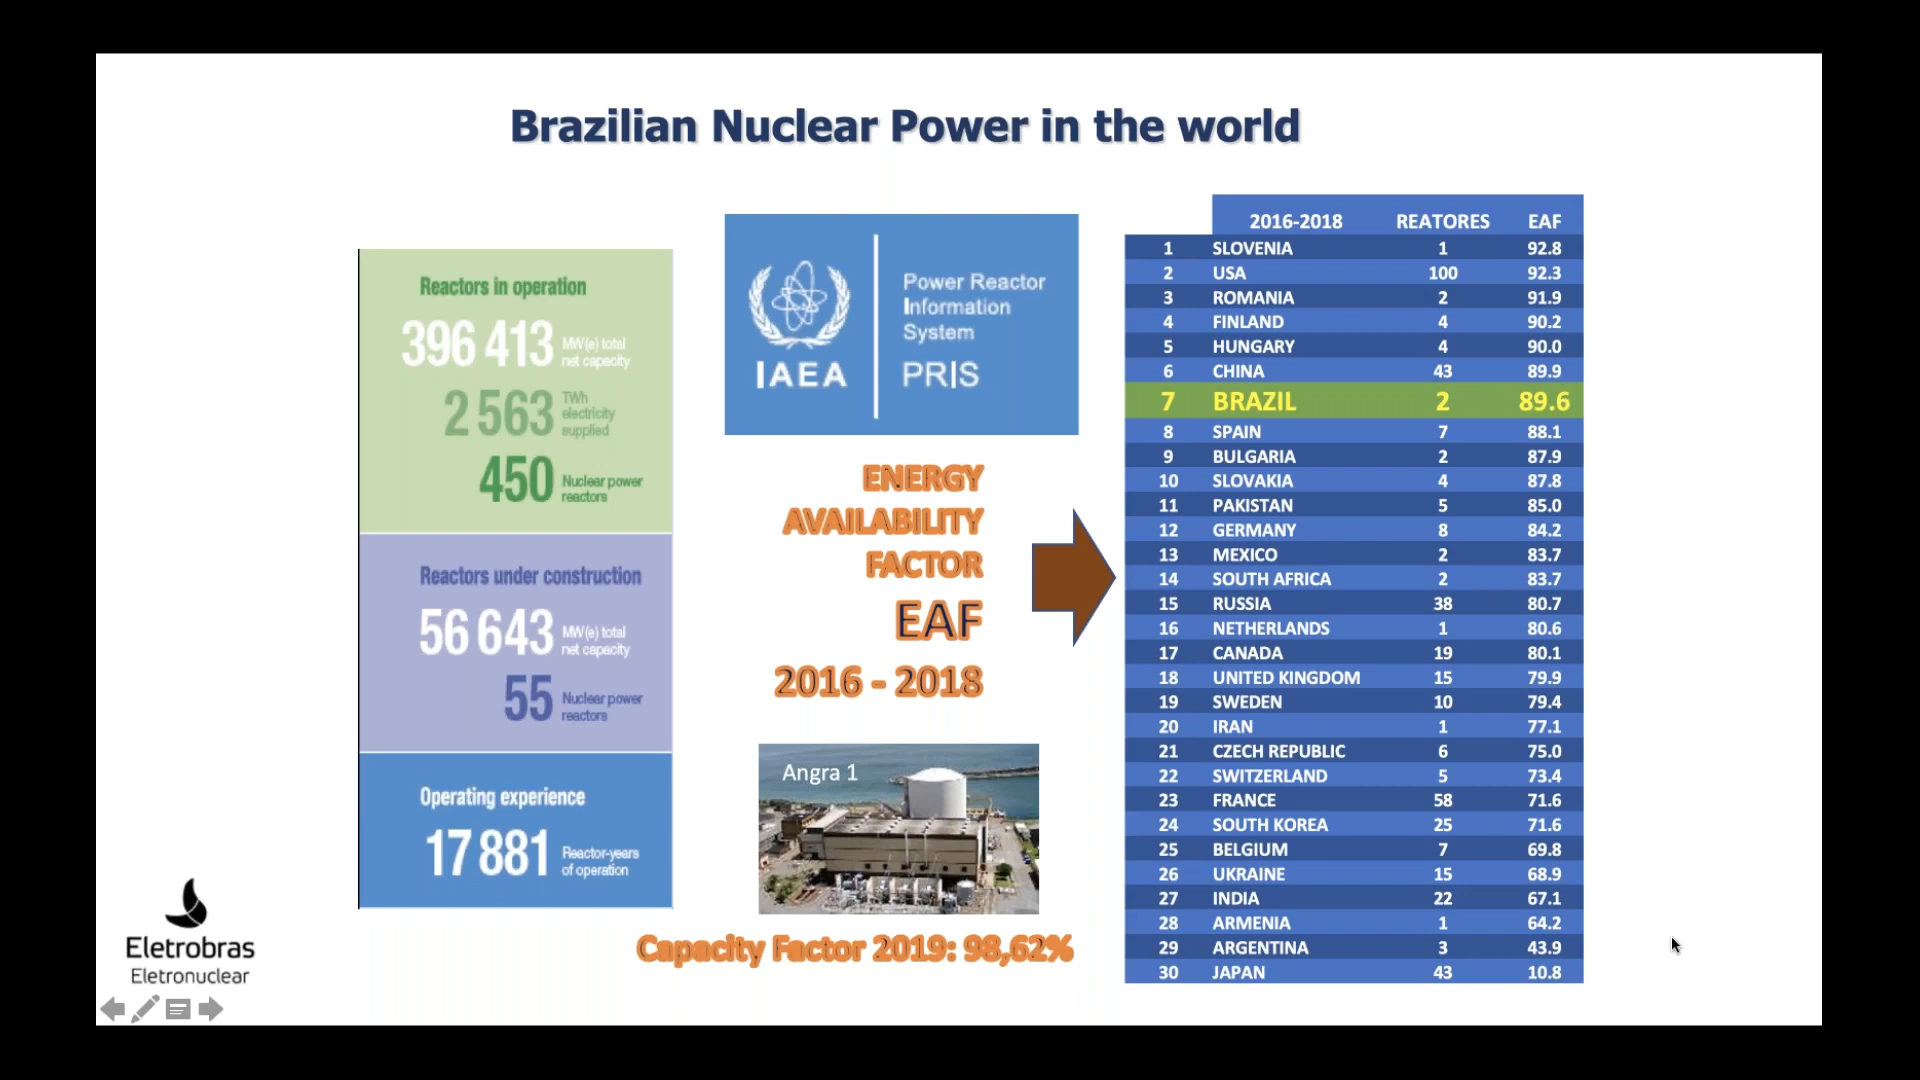 Brazilian Nuclear Power in the world
Reactors in operation
396 413 MW(e) total net capacity
2 563 TWh electricity supplied
450 Nuclear power reactors
Reactors under construction
56 643 MW(e) total net capacity
55 Nuclear power reactors
Operating experience
17 881 Reactor-years of operation
IAEA
Power Reactor
Information
System
PRIS
ENERGY
AVAILABILITY
FACTOR
EAF
2016 - 2018
Angra 1
Capacity Factor 2019: 98,62%
2016-2018 REATORES EAF
1 SLOVENIA 1 92.8
2 USA 100 92.3
3 ROMANIA 2 91.9
4 FINLAND 4 90.2
5 HUNGARY 4 90.0
6 CHINA 43 89.9
7 BRAZIL 2 89.6
8 SPAIN 7 88.1
9 BULGARIA 2 87.9
10 SLOVAKIA 4 87.8
11 PAKISTAN 5 85.0
12 GERMANY 8 84.2
13 MEXICO 2 83.7
14 SOUTH AFRICA 2 83.7
15 RUSSIA 38 80.7
16 NETHERLANDS 1 80.6
17 CANADA 19 80.1
18 UNITED KINGDOM 15 79.9
19 SWEDEN 10 79.4
20 IRAN 1 77.1
21 CZECH REPUBLIC 6 75.0
22 SWITZERLAND 5 73.4
23 FRANCE 58 71.6
24 SOUTH KOREA 25 71.6
25 BELGIUM 7 69.8
26 UKRAINE 15 68.9
27 INDIA 22 67.1
28 ARMENIA 1 64.2
29 ARGENTINA 3 43.9
30 JAPAN 43 10.8
Eletrobras
Eletronuclear